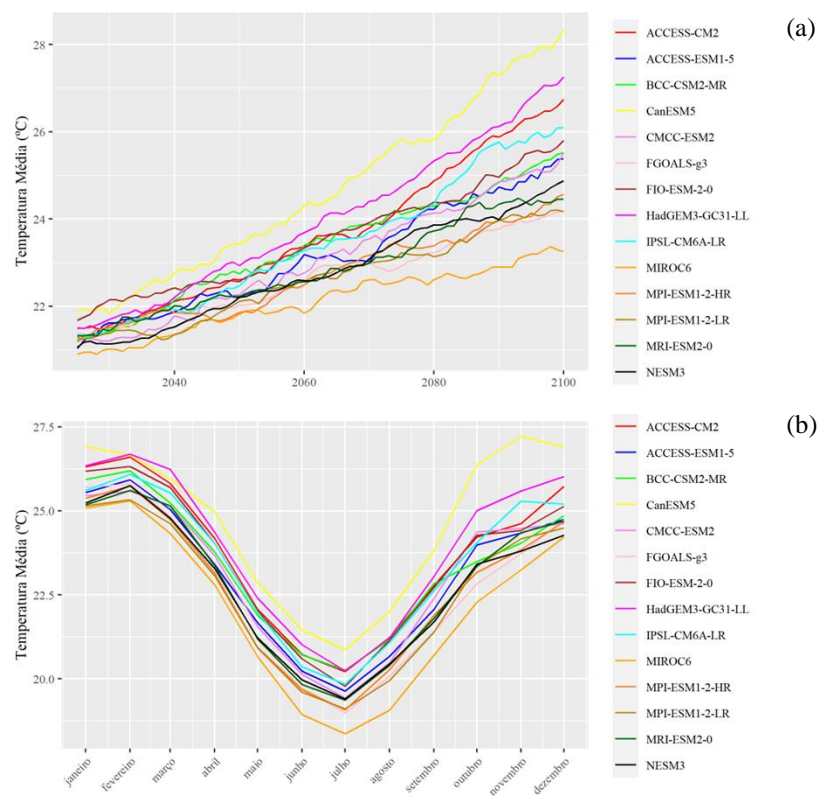 (a)
Temperatura Média (ºC)
28
26
24
22
2040
2060
2080
2100
ACCESS-CM2
ACCESS-ESM1-5
BCC-CSM2-MR
CanESM5
CMCC-ESM2
FGOALS-g3
FIO-ESM-2-0
HadGEM3-GC31-LL
IPSL-CM6A-LR
MIROC6
MPI-ESM1-2-HR
MPI-ESM1-2-LR
MRI-ESM2-0
NESM3
(b)
Temperatura Média (ºC)
27.5
25.0
22.5
20.0
janeiro
fevereiro
março
abril
maio
junho
julho
agosto
setembro
outubro
novembro
dezembro
ACCESS-CM2
ACCESS-ESM1-5
BCC-CSM2-MR
CanESM5
CMCC-ESM2
FGOALS-g3
FIO-ESM-2-0
HadGEM3-GC31-LL
IPSL-CM6A-LR
MIROC6
MPI-ESM1-2-HR
MPI-ESM1-2-LR
MRI-ESM2-0
NESM3